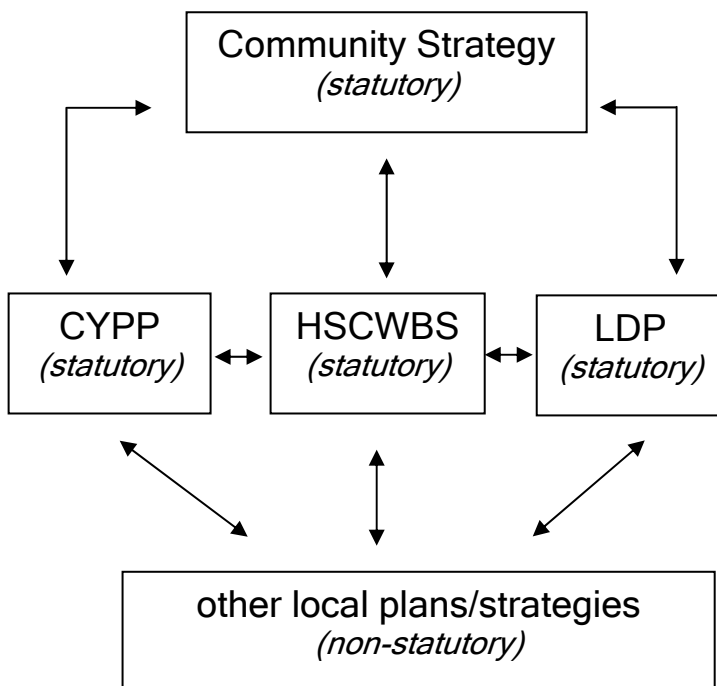 Community Strategy
(statutory)
CYPP
(statutory)
HSCWBS
(statutory)
LDP
(statutory)
other local plans/strategies
(non-statutory)